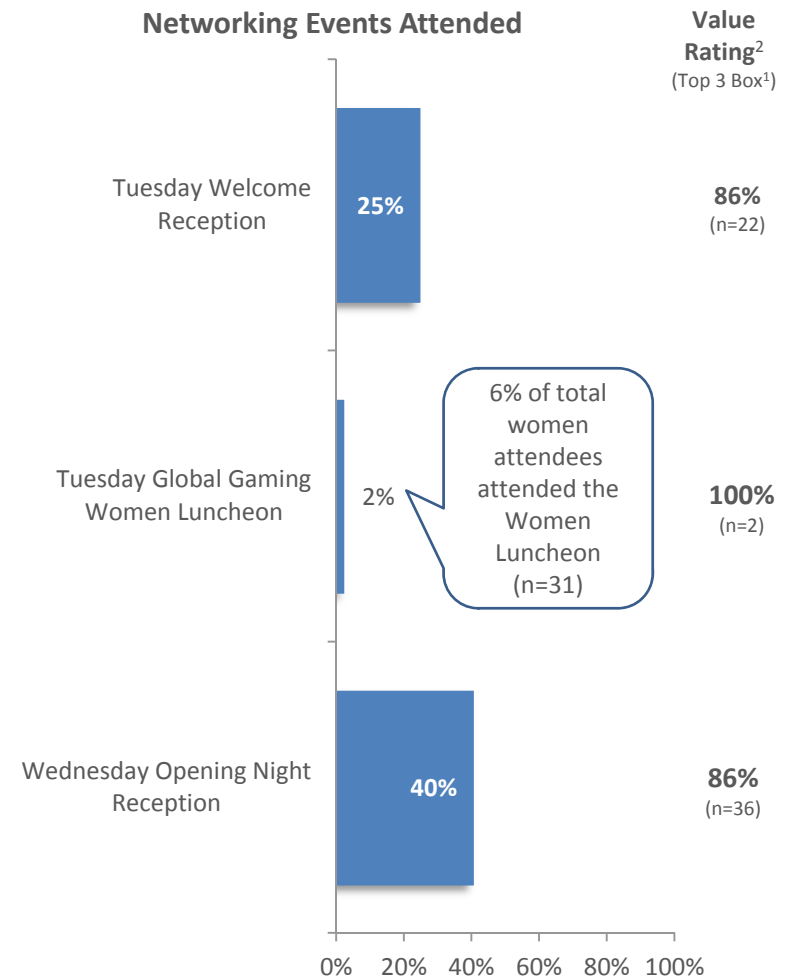 Networking Events Attended
Value
Rating²
(Top 3 Box¹)
Tuesday Welcome
Reception
25%
86%
(n=22)
Tuesday Global Gaming
Women Luncheon
2%
6% of total
women
attendees
attended the
Women
Luncheon
(n=31)
100%
(n=2)
Wednesday Opening Night
Reception
40%
86%
(n=36)
0% 20% 40% 60% 80% 100%